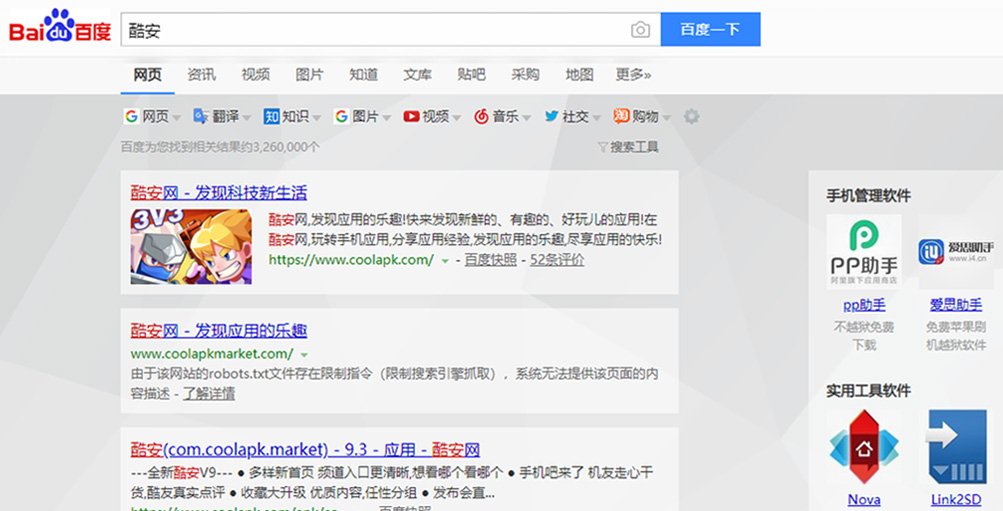 Bai du 百度
酷安
百度一下
网页 资讯 视频 图片 知道 文库 贴吧 采购 地图 更多»
G 网页 翻译 知 知识 G 图片 视频 音乐 社交 淘 购物
百度为您找到相关结果约3,260,000个
搜索工具
酷安网 - 发现科技新生活
3V3
酷安网,发现应用的乐趣!快来发现新鲜的、有趣的、好玩儿的应用!在
酷安网,玩转手机应用,分享应用经验,发现应用的乐趣,尽享应用的快乐!
https://www.coolapk.com/ - 百度快照 - 52条评价
酷安网 - 发现应用的乐趣
www.coolapkmarket.com/
由于该网站的robots.txt文件存在限制指令（限制搜索引擎抓取），系统无法提供该页面的内
容描述 - 了解详情
酷安(com.coolapk.market) - 9.3 - 应用 - 酷安网
---全新酷安V9--- ● 多样新首页 频道入口更清晰,想看哪个看哪个 ● 手机吧来了 机友走心干
货,酷友真实点评 ● 收藏大升级 优质内容,任性分组 ● 发布会直...
手机管理软件
PP助手
阿里旗下应用商店
iU 爱思助手
www.i4.cn
pp助手
不越狱免费
下载
爱思助手
免费苹果刷
机越狱软件
实用工具软件
Nova
Link2SD